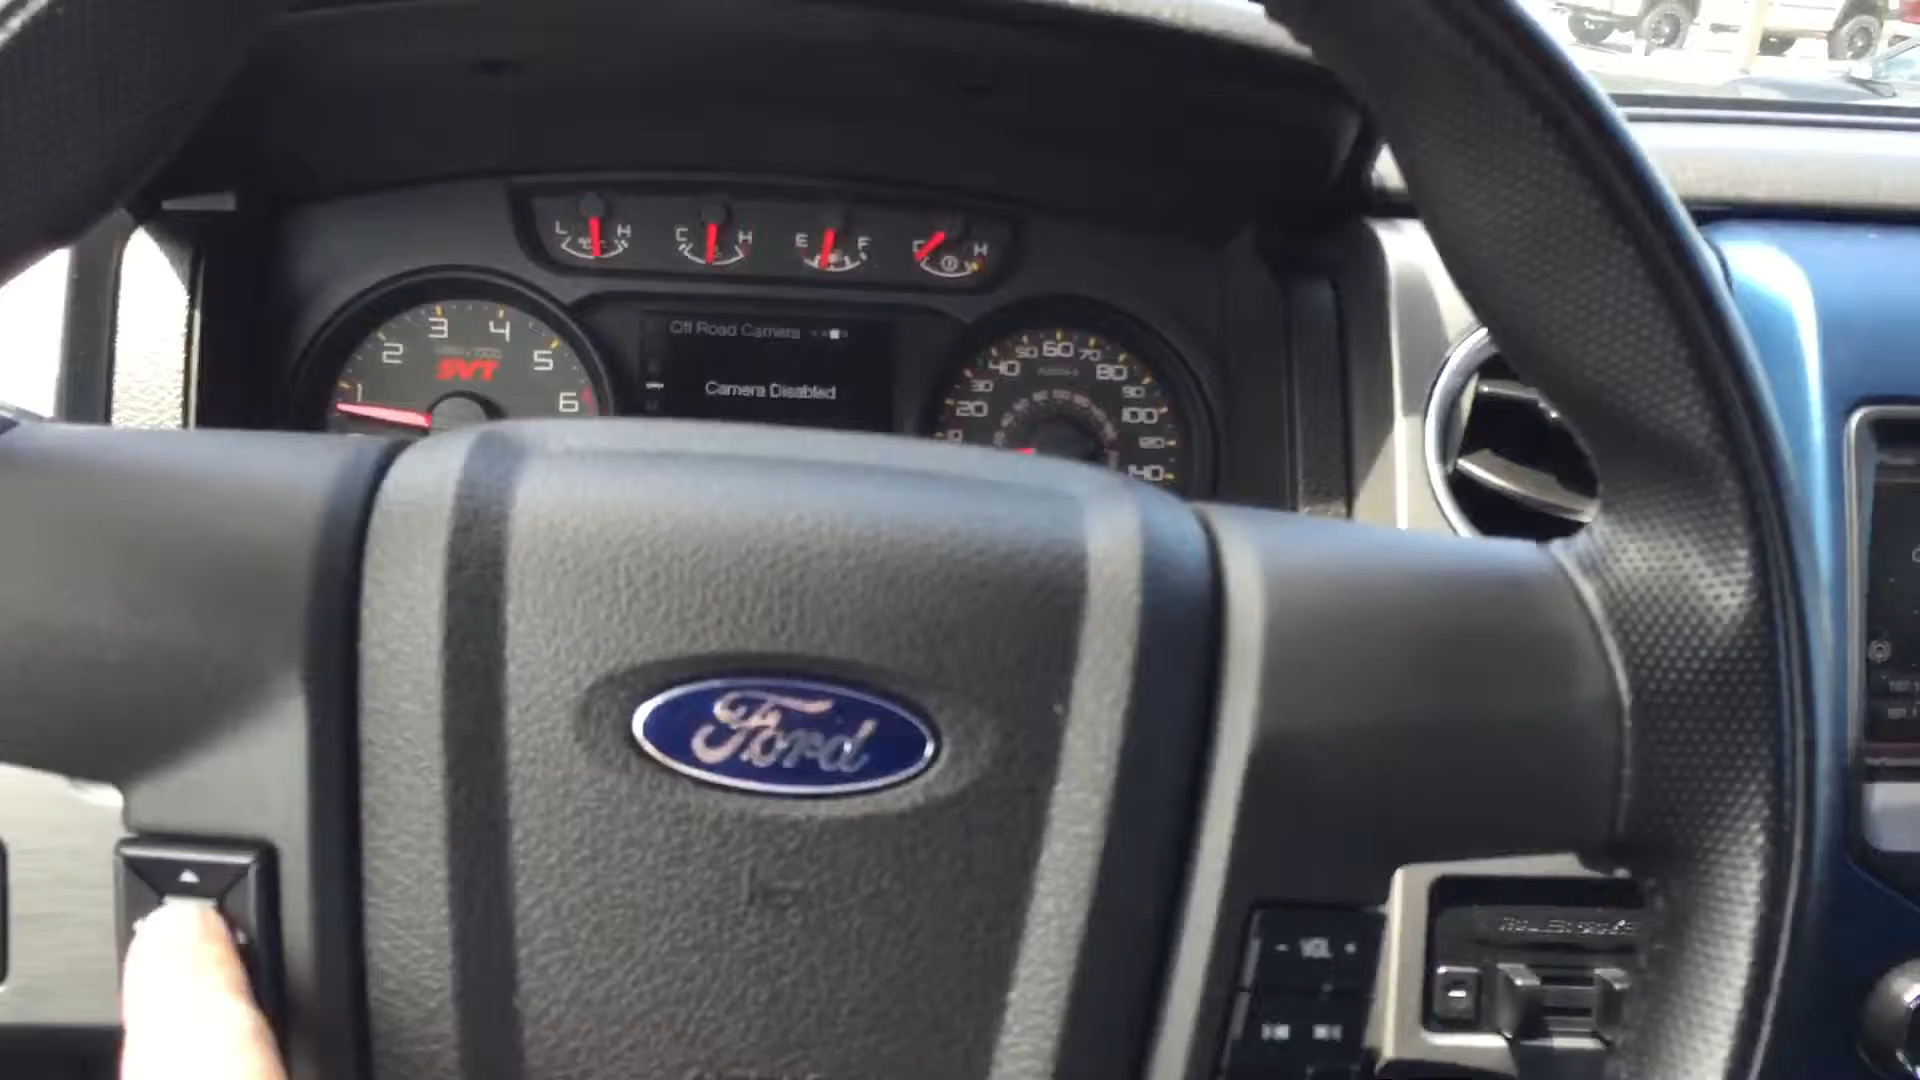 L H C H E F C H
Off Road Camera
Camera Disabled
1 2 3 4 5 6
SVT
20 30 40 50 60 70 80 90 100 120 140
Ford
- VOL +